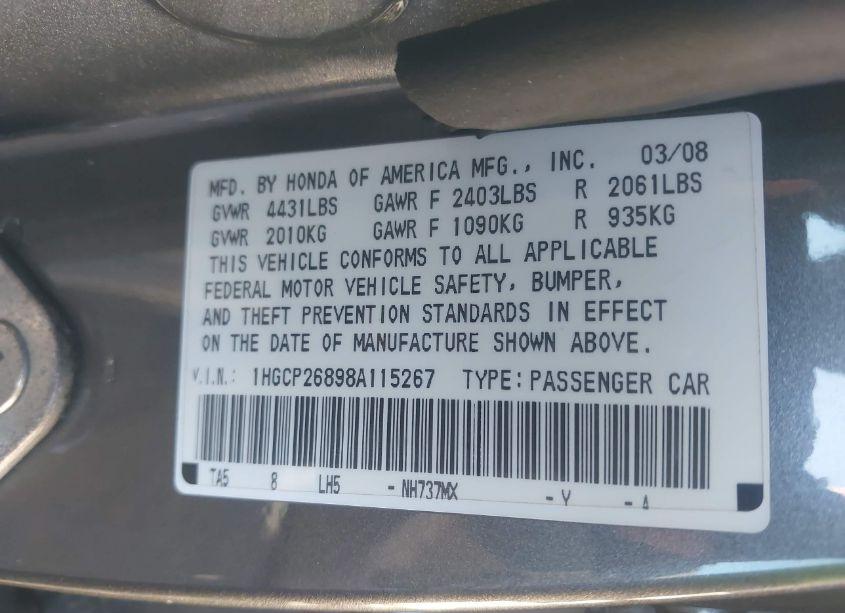 MFD. BY HONDA OF AMERICA MFG., INC. 03/08
GVWR 4431LBS GAWR F 2403LBS R 2061LBS
GVWR 2010KG GAWR F 1090KG R 935KG
THIS VEHICLE CONFORMS TO ALL APPLICABLE
FEDERAL MOTOR VEHICLE SAFETY, BUMPER,
AND THEFT PREVENTION STANDARDS IN EFFECT
ON THE DATE OF MANUFACTURE SHOWN ABOVE.
V.I.N.: 1HGCP26898A115267 TYPE: PASSENGER CAR
TA5 8 LH5 - NH737MX - Y - A